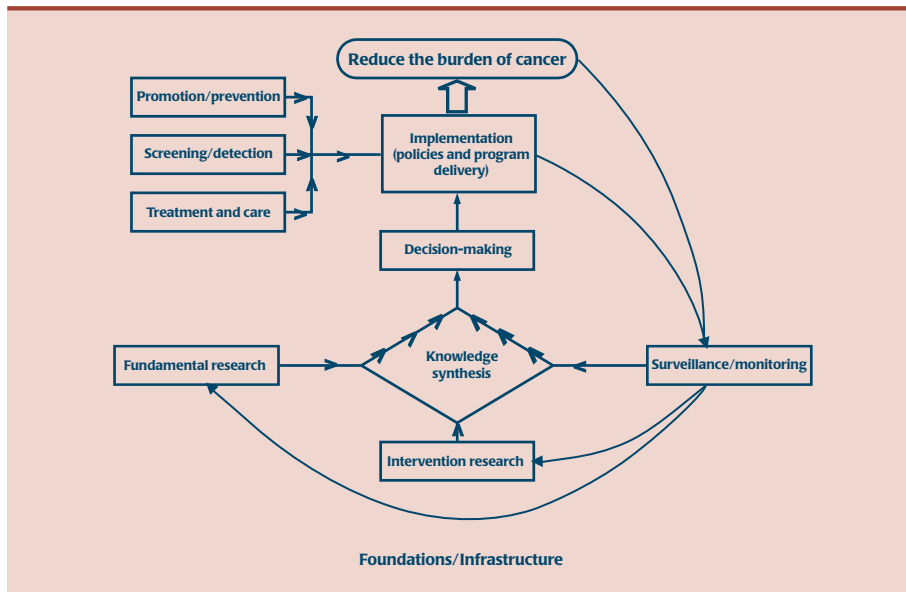 Reduce the burden of cancer
Promotion/prevention
Screening/detection
Treatment and care
Implementation
(policies and program
delivery)
Decision-making
Fundamental research
Knowledge
synthesis
Surveillance/monitoring
Intervention research
Foundations/Infrastructure